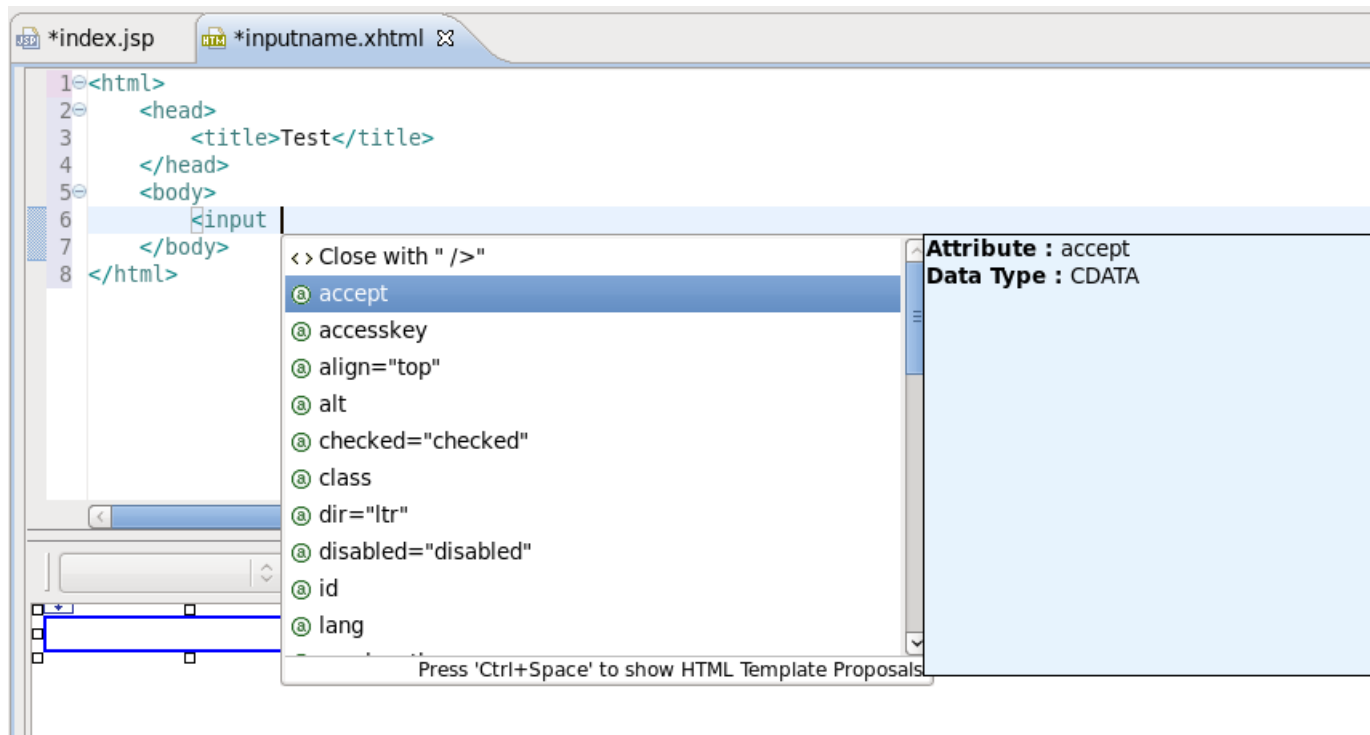 *index.jsp *inputname.xhtml
1 <html>
2 <head>
3 <title>Test</title>
4 </head>
5 <body>
6 <input
7 </body>
8 </html>
<> Close with " />"
accept
accesskey
align="top"
alt
checked="checked"
class
dir="ltr"
disabled="disabled"
id
lang
Press 'Ctrl+Space' to show HTML Template Proposals
Attribute : accept
Data Type : CDATA